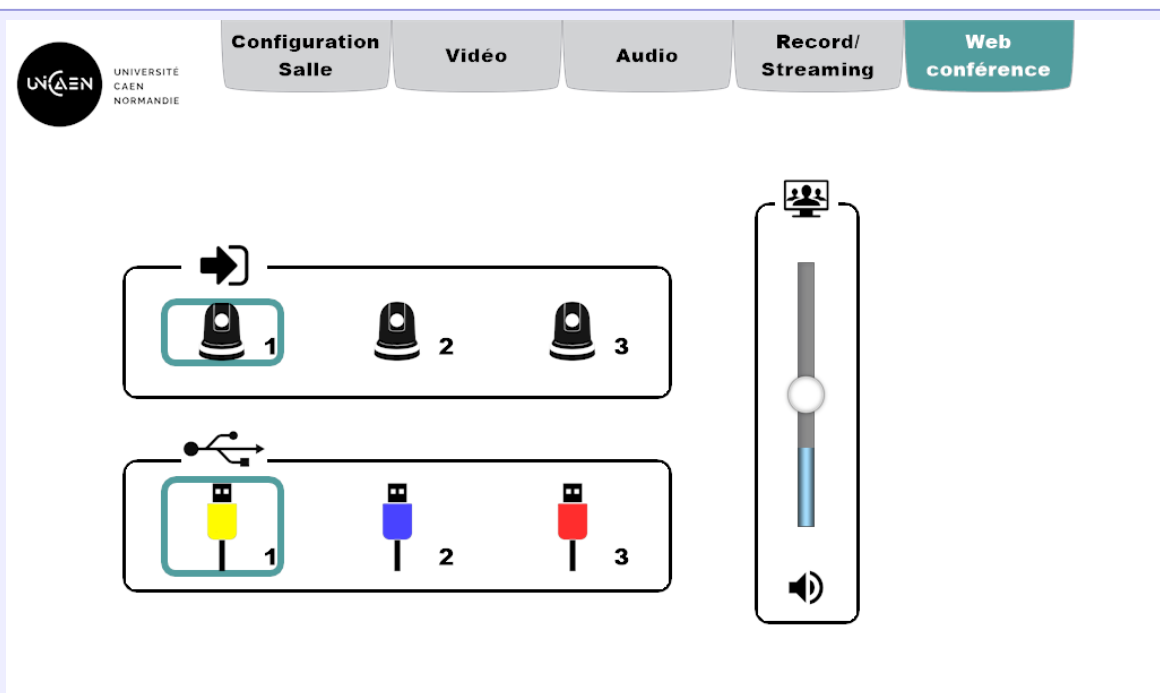 UNICAEN
UNIVERSITÉ
CAEN
NORMANDIE
Configuration
Salle
Vidéo
Audio
Record/
Streaming
Web
conférence
1
2
3
1
2
3